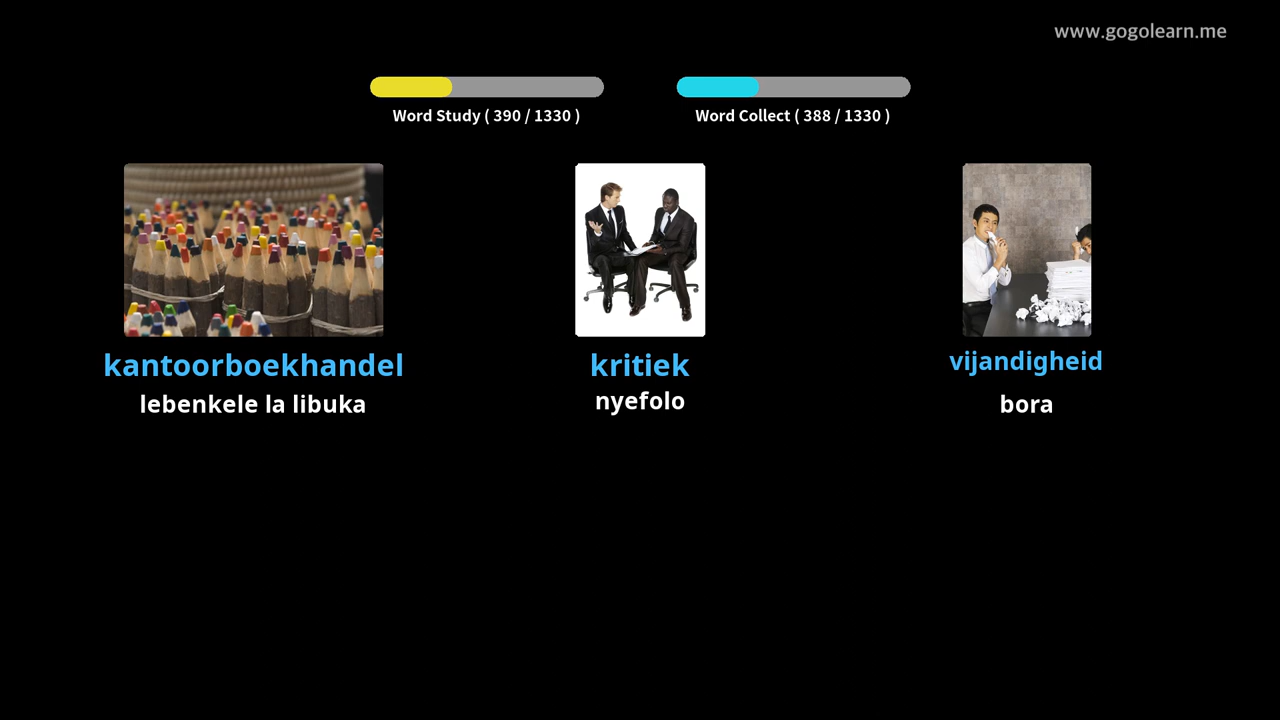 www.gogolearn.me
Word Study ( 390 / 1330 )
Word Collect ( 388 / 1330 )
kantoorboekhandel
kritiek
vijandigheid
lebenkele la libuka
nyefolo
bora